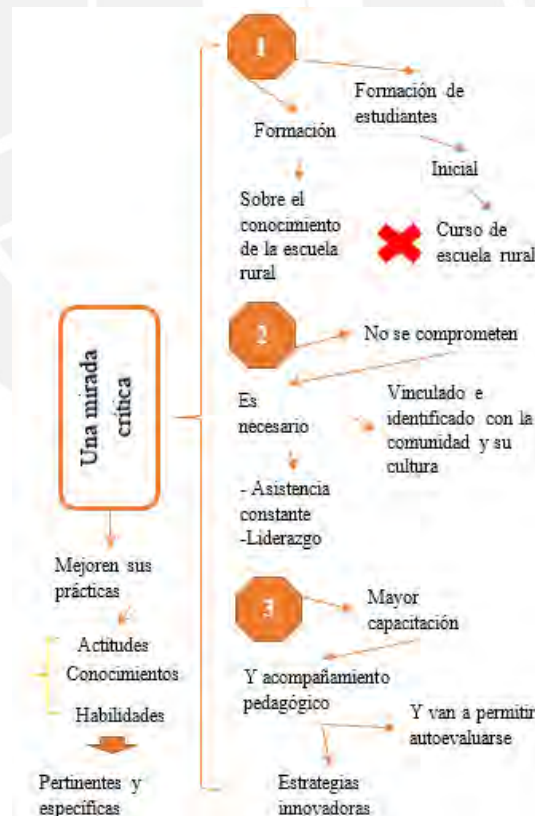 Una mirada
crítica
Mejoren sus
prácticas
Actitudes
Conocimientos
Habilidades
Pertinentes y
específicas
1
Formación
Sobre el
conocimiento
de la escuela
rural
Formación de
estudiantes
Inicial
Curso de
escuela rural
2
No se comprometen
Es
necesario
Vinculado e
identificado con la
comunidad y su
cultura
- Asistencia
constante
-Liderazgo
3
Mayor
capacitación
Y acompañamiento
pedagógico
Y van a permitir
autoevaluarse
Estrategias
innovadoras